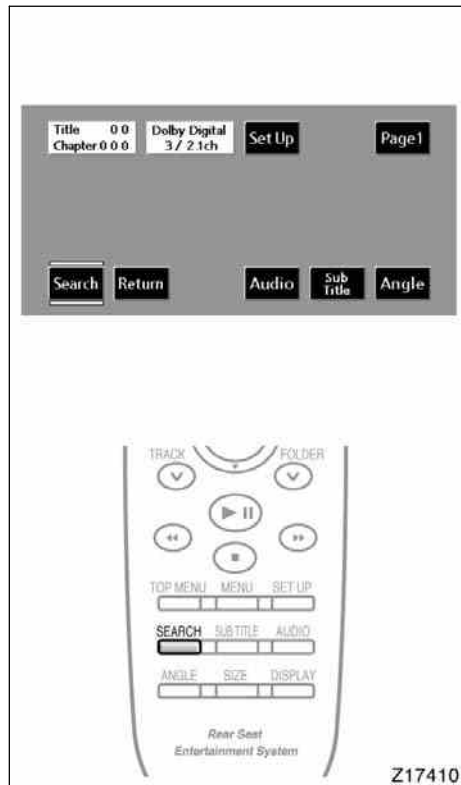 Title 0 0
Chapter 0 0 0
Dolby Digital
3 / 2.1ch
Set Up
Page1
Search
Return
Audio
Sub
Title
Angle
TRACK
FOLDER
TOP MENU MENU SET UP
SEARCH SUB TITLE AUDIO
ANGLE SIZE DISPLAY
Rear Seat
Entertainment System
Z17410